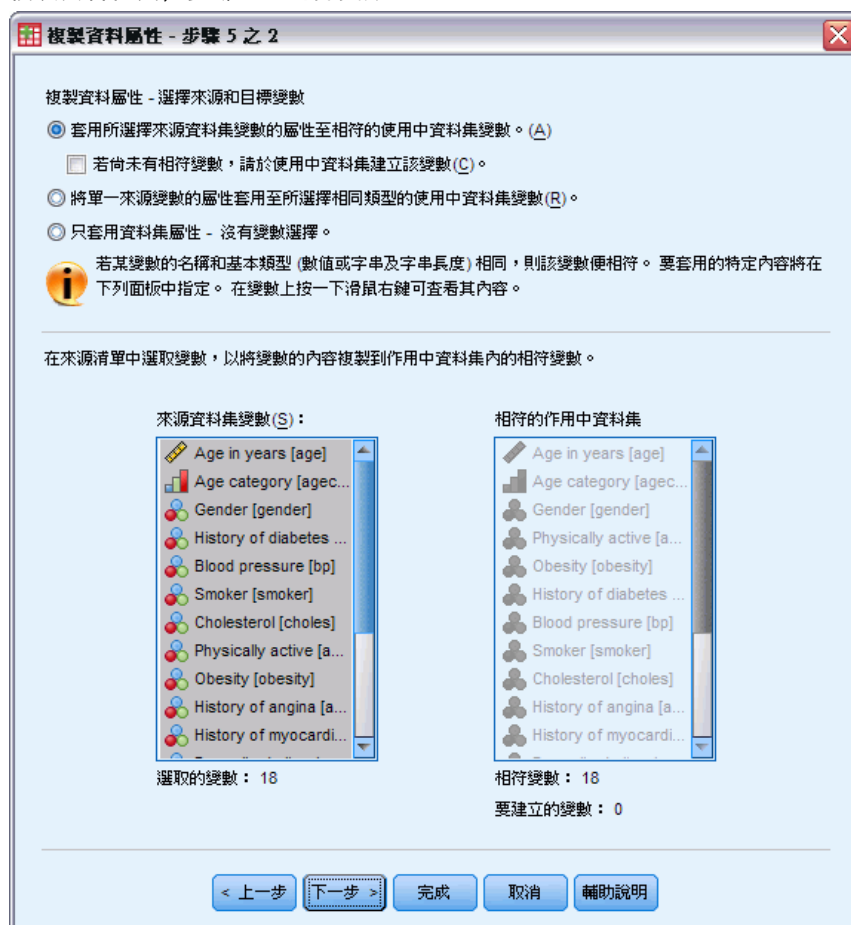 複製資料屬性 - 步驟 5 之 2
複製資料屬性 - 選擇來源和目標變數
套用所選擇來源資料集變數的屬性至相符的使用中資料集變數。(A)
若尚未有相符變數，請於使用中資料集建立該變數(C)。
將單一來源變數的屬性套用至所選擇相同類型的使用中資料集變數(R)。
只套用資料集屬性 - 沒有變數選擇。
若某變數的名稱和基本類型 (數值或字串及字串長度) 相同，則該變數便相符。 要套用的特定內容將在
下列面板中指定。 在變數上按一下滑鼠右鍵可查看其內容。
在來源清單中選取變數，以將變數的內容複製到作用中資料集內的相符變數。
來源資料集變數(S)：
Age in years [age]
Age category [agec...
Gender [gender]
History of diabetes ...
Blood pressure [bp]
Smoker [smoker]
Cholesterol [choles]
Physically active [a...
Obesity [obesity]
History of angina [a...
History of myocardi...
選取的變數： 18
相符的作用中資料集
Age in years [age]
Age category [agec...
Gender [gender]
Physically active [a...
Obesity [obesity]
History of diabetes ...
Blood pressure [bp]
Smoker [smoker]
Cholesterol [choles]
History of angina [a...
History of myocardi...
相符變數： 18
要建立的變數： 0
< 上一步
下一步 >
完成
取消
輔助說明